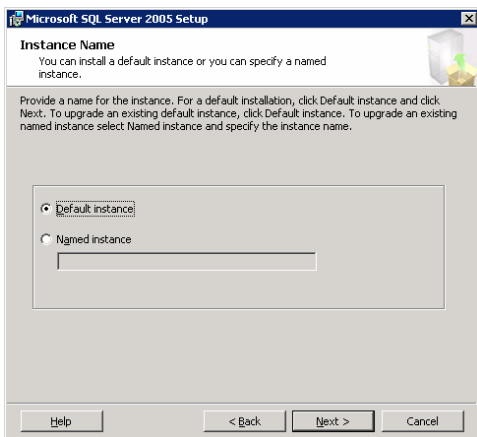 Microsoft SQL Server 2005 Setup
Instance Name
You can install a default instance or you can specify a named
instance.
Provide a name for the instance. For a default installation, click Default instance and click
Next. To upgrade an existing default instance, click Default instance. To upgrade an existing
named instance select Named instance and specify the instance name.
Default instance
Named instance
Help
< Back
Next >
Cancel